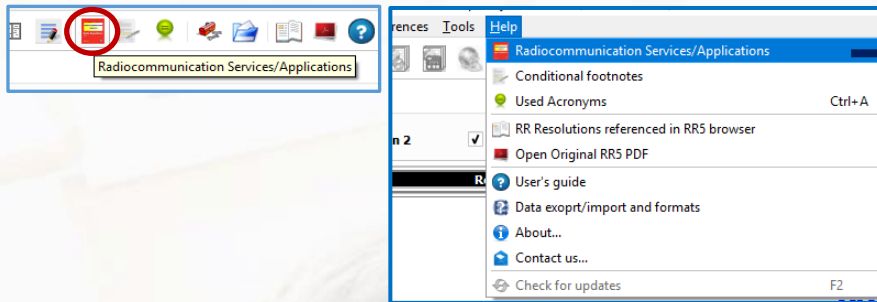 Radiocommunication Services/Applications
rences Tools Help
Radiocommunication Services/Applications
Conditional footnotes
Used Acronyms Ctrl+A
RR Resolutions referenced in RR5 browser
n 2
Open Original RR5 PDF
R
User's guide
Data exoprt/import and formats
About...
Contact us...
Check for updates F2